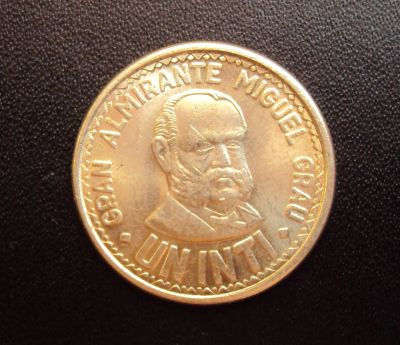 GRAN ALMIRANTE MIGUEL GRAU
UN INTI